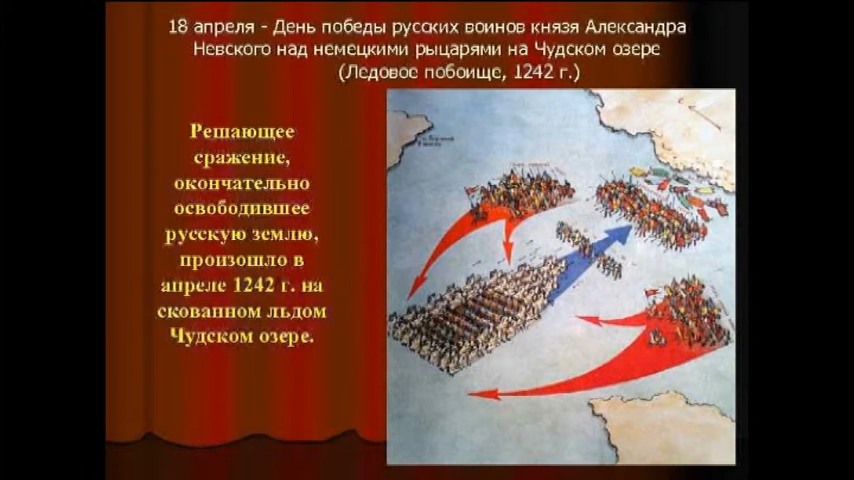 18 апреля - День победы русских воинов князя Александра
Невского над немецкими рыцарями на Чудском озере
(Ледовое побоище, 1242 г.)
Решающее
сражение,
окончательно
освободившее
русскую землю,
произошло в
апреле 1242 г. на
скованном льдом
Чудском озере.